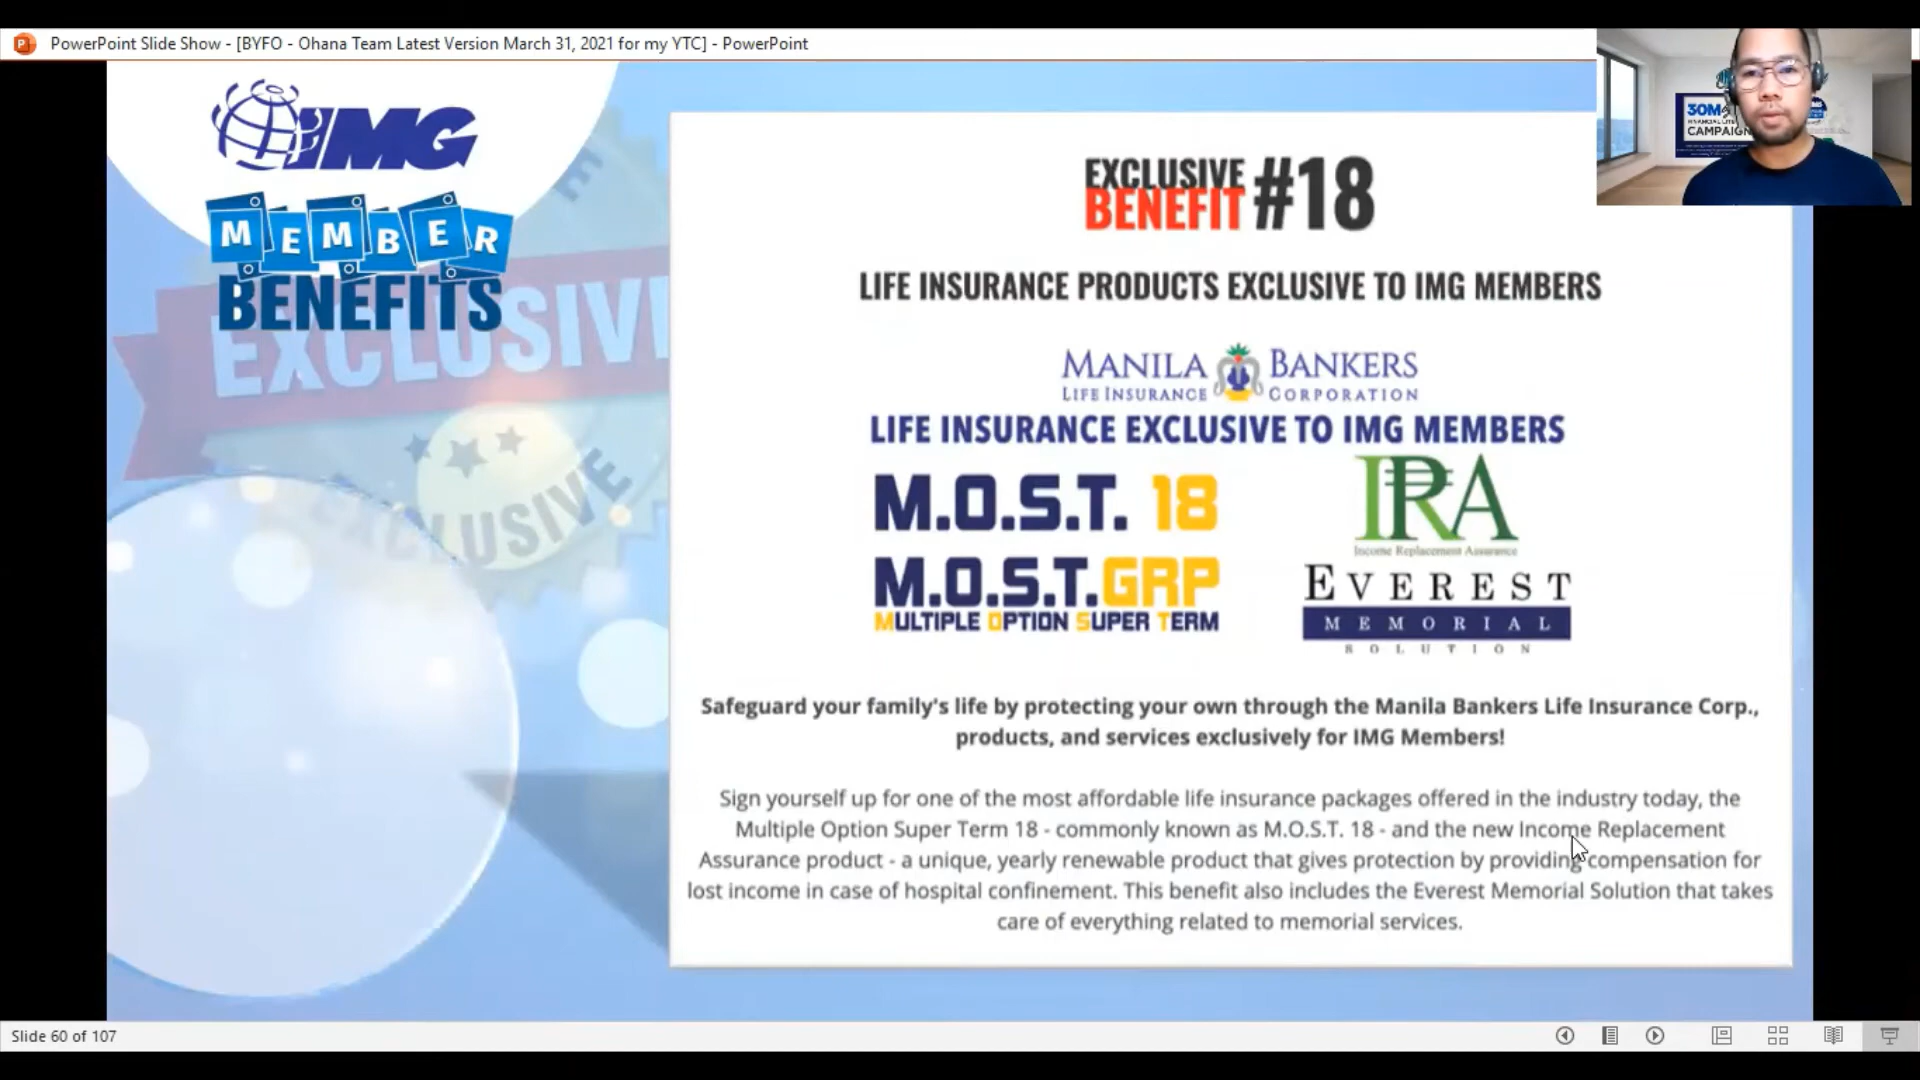 PowerPoint Slide Show - [BYFO - Ohana Team Latest Version March 31, 2021 for my YTC] - PowerPoint
IMG
MEMBER
BENEFITS
EXCLUSIVE
EXCLUSIVE
30M
CAMPAIGN
EXCLUSIVE
BENEFIT #18
LIFE INSURANCE PRODUCTS EXCLUSIVE TO IMG MEMBERS
MANILA BANKERS
LIFE INSURANCE CORPORATION
LIFE INSURANCE EXCLUSIVE TO IMG MEMBERS
M.O.S.T. 18
M.O.S.T.GRP
MULTIPLE OPTION SUPER TERM
IRA
Income Replacement Assurance
EVEREST
MEMORIAL
SOLUTION
Safeguard your family's life by protecting your own through the Manila Bankers Life Insurance Corp.,
products, and services exclusively for IMG Members!
Sign yourself up for one of the most affordable life insurance packages offered in the industry today, the
Multiple Option Super Term 18 - commonly known as M.O.S.T. 18 - and the new Income Replacement
Assurance product - a unique, yearly renewable product that gives protection by providing compensation for
lost income in case of hospital confinement. This benefit also includes the Everest Memorial Solution that takes
care of everything related to memorial services.
Slide 60 of 107